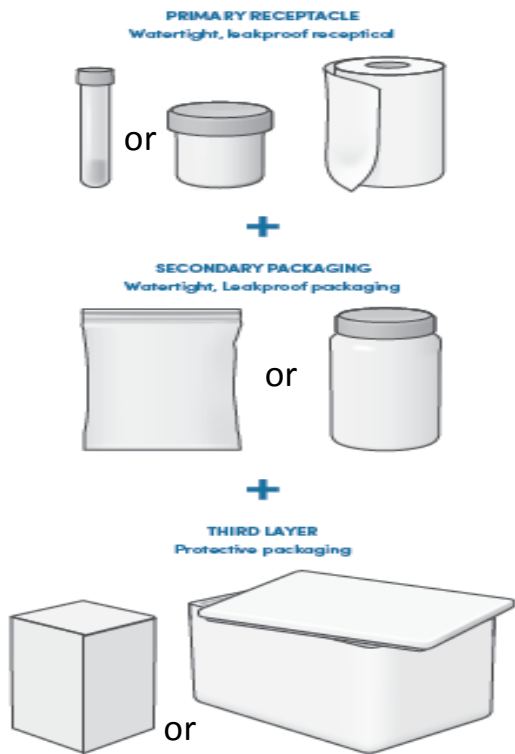 PRIMARY RECEPTACLE
Watertight, leakproof receptical
or
+
SECONDARY PACKAGING
Watertight, Leakproof packaging
or
+
THIRD LAYER
Protective packaging
or